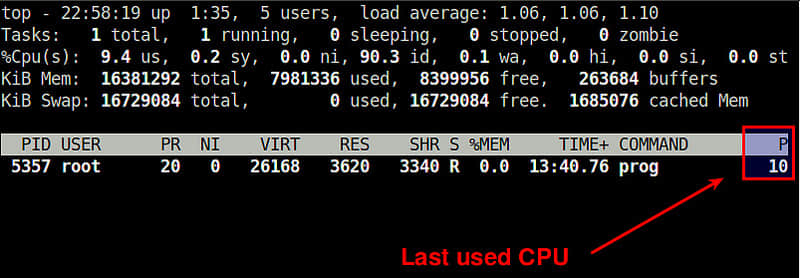 top - 22:58:19 up  1:35,  5 users,  load average: 1.06, 1.06, 1.10
Tasks:   1 total,   1 running,   0 sleeping,   0 stopped,   0 zombie
%Cpu(s):  9.4 us,  0.2 sy,  0.0 ni, 90.3 id,  0.1 wa,  0.0 hi,  0.0 si,  0.0 st
KiB Mem:  16381292 total,  7981336 used,  8399956 free,   263684 buffers
KiB Swap: 16729084 total,        0 used, 16729084 free.  1685076 cached Mem
PID USER      PR  NI    VIRT    RES    SHR S %MEM     TIME+ COMMAND          P
5357 root      20   0   26168   3620   3340 R  0.0  13:40.76 prog            10
Last used CPU